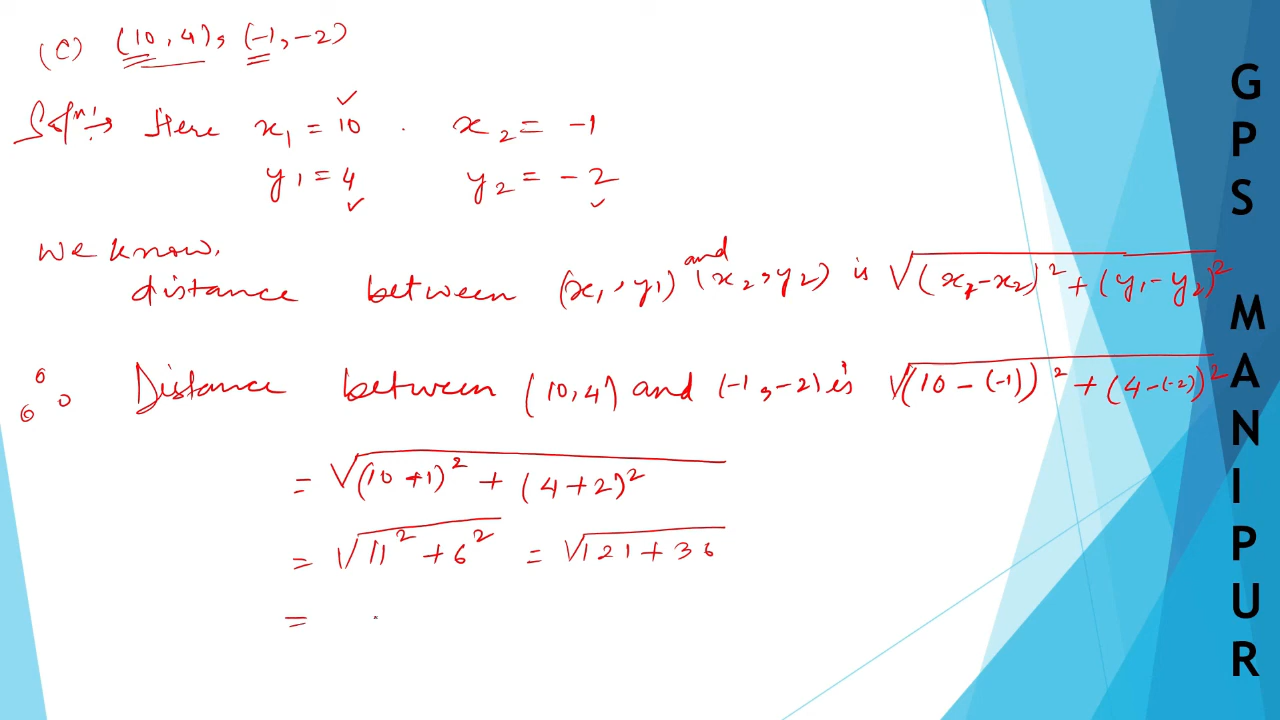 (C) (10, 4), (-1, -2)
Soln: → Here x₁ = 10 . x₂ = -1
y₁ = 4 y₂ = -2
We know,
distance between (x₁, y₁) and (x₂, y₂) is √(x₁-x₂)² + (y₁-y₂)²
∴ Distance between (10, 4) and (-1, -2) is √(10-(-1))² + (4-(-2))²
= √(10+1)² + (4+2)²
= √11² + 6² = √121+36
=
GPS MANIPUR